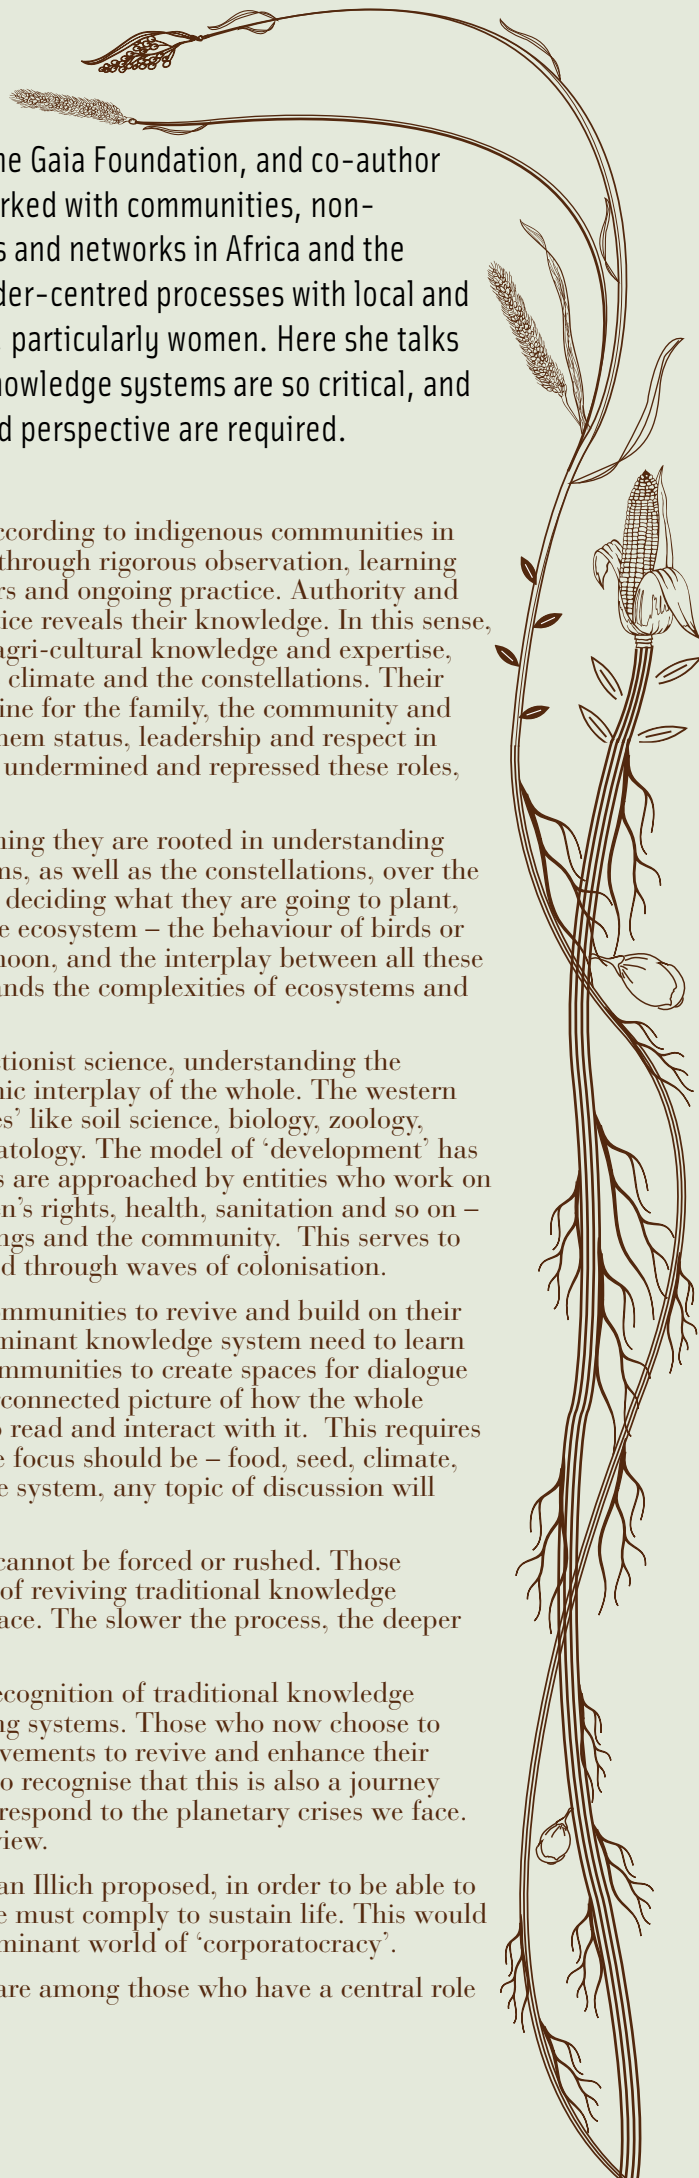 he Gaia Foundation, and co-author
rked with communities, non-
s and networks in Africa and the
der-centred processes with local and
particularly women. Here she talks
nowledge systems are so critical, and
d perspective are required.
ccording to indigenous communities in
through rigorous observation, learning
rs and ongoing practice. Authority and
tice reveals their knowledge. In this sense,
agri-cultural knowledge and expertise,
climate and the constellations. Their
ine for the family, the community and
hem status, leadership and respect in
undermined and repressed these roles,
ning they are rooted in understanding
ms, as well as the constellations, over the
deciding what they are going to plant,
e ecosystem – the behaviour of birds or
noon, and the interplay between all these
ands the complexities of ecosystems and
ctionist science, understanding the
nic interplay of the whole. The western
es’ like soil science, biology, zoology,
atology. The model of ‘development’ has
s are approached by entities who work on
en’s rights, health, sanitation and so on –
ngs and the community.  This serves to
d through waves of colonisation.
ommunities to revive and build on their
minant knowledge system need to learn
mmunities to create spaces for dialogue
rconnected picture of how the whole
o read and interact with it.  This requires
e focus should be – food, seed, climate,
e system, any topic of discussion will
cannot be forced or rushed. Those
of reviving traditional knowledge
ace. The slower the process, the deeper
ecognition of traditional knowledge
ng systems. Those who now choose to
vements to revive and enhance their
o recognise that this is also a journey
respond to the planetary crises we face.
view.
an Illich proposed, in order to be able to
e must comply to sustain life. This would
minant world of ‘corporatocracy’.
are among those who have a central role